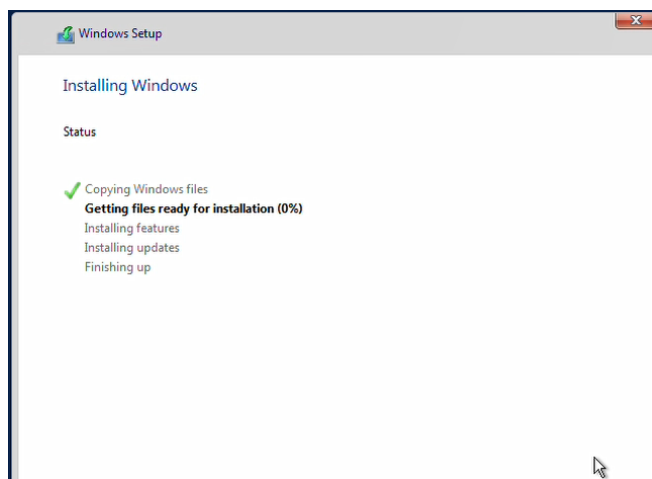 Windows Setup
Installing Windows
Status
Copying Windows files
Getting files ready for installation (0%)
Installing features
Installing updates
Finishing up